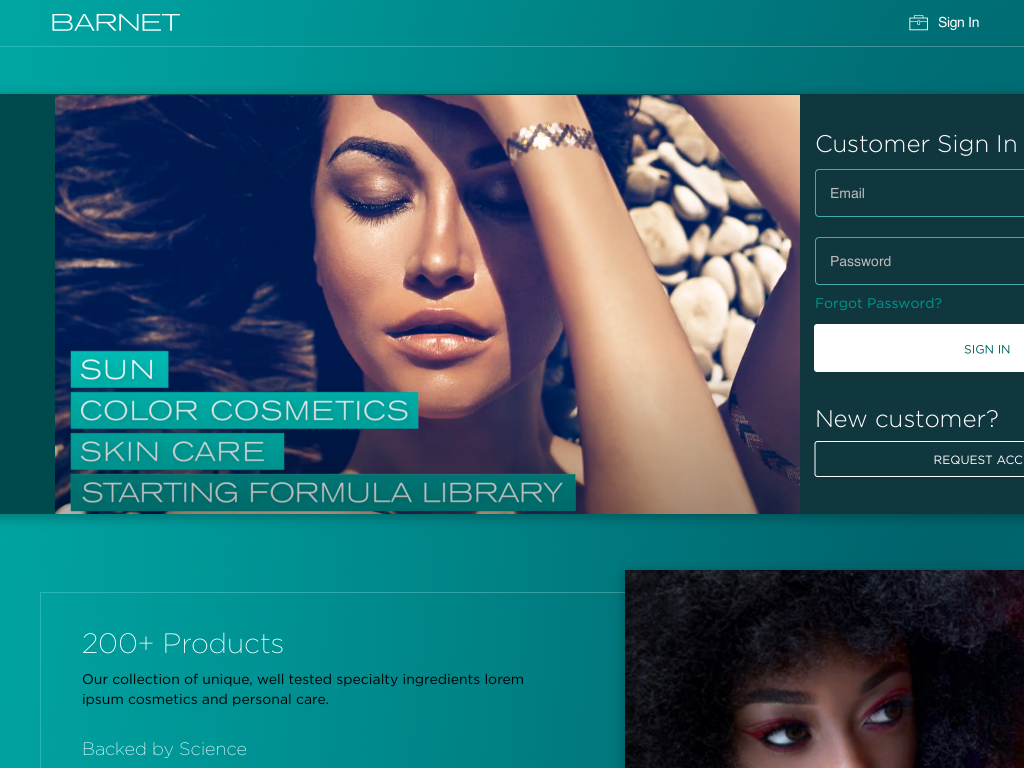 BARNET
Sign In
SUN
COLOR COSMETICS
SKIN CARE
STARTING FORMULA LIBRARY
Customer Sign In
Email
Password
Forgot Password?
SIGN IN
New customer?
REQUEST ACC
200+ Products
Our collection of unique, well tested specialty ingredients lorem
ipsum cosmetics and personal care.
Backed by Science